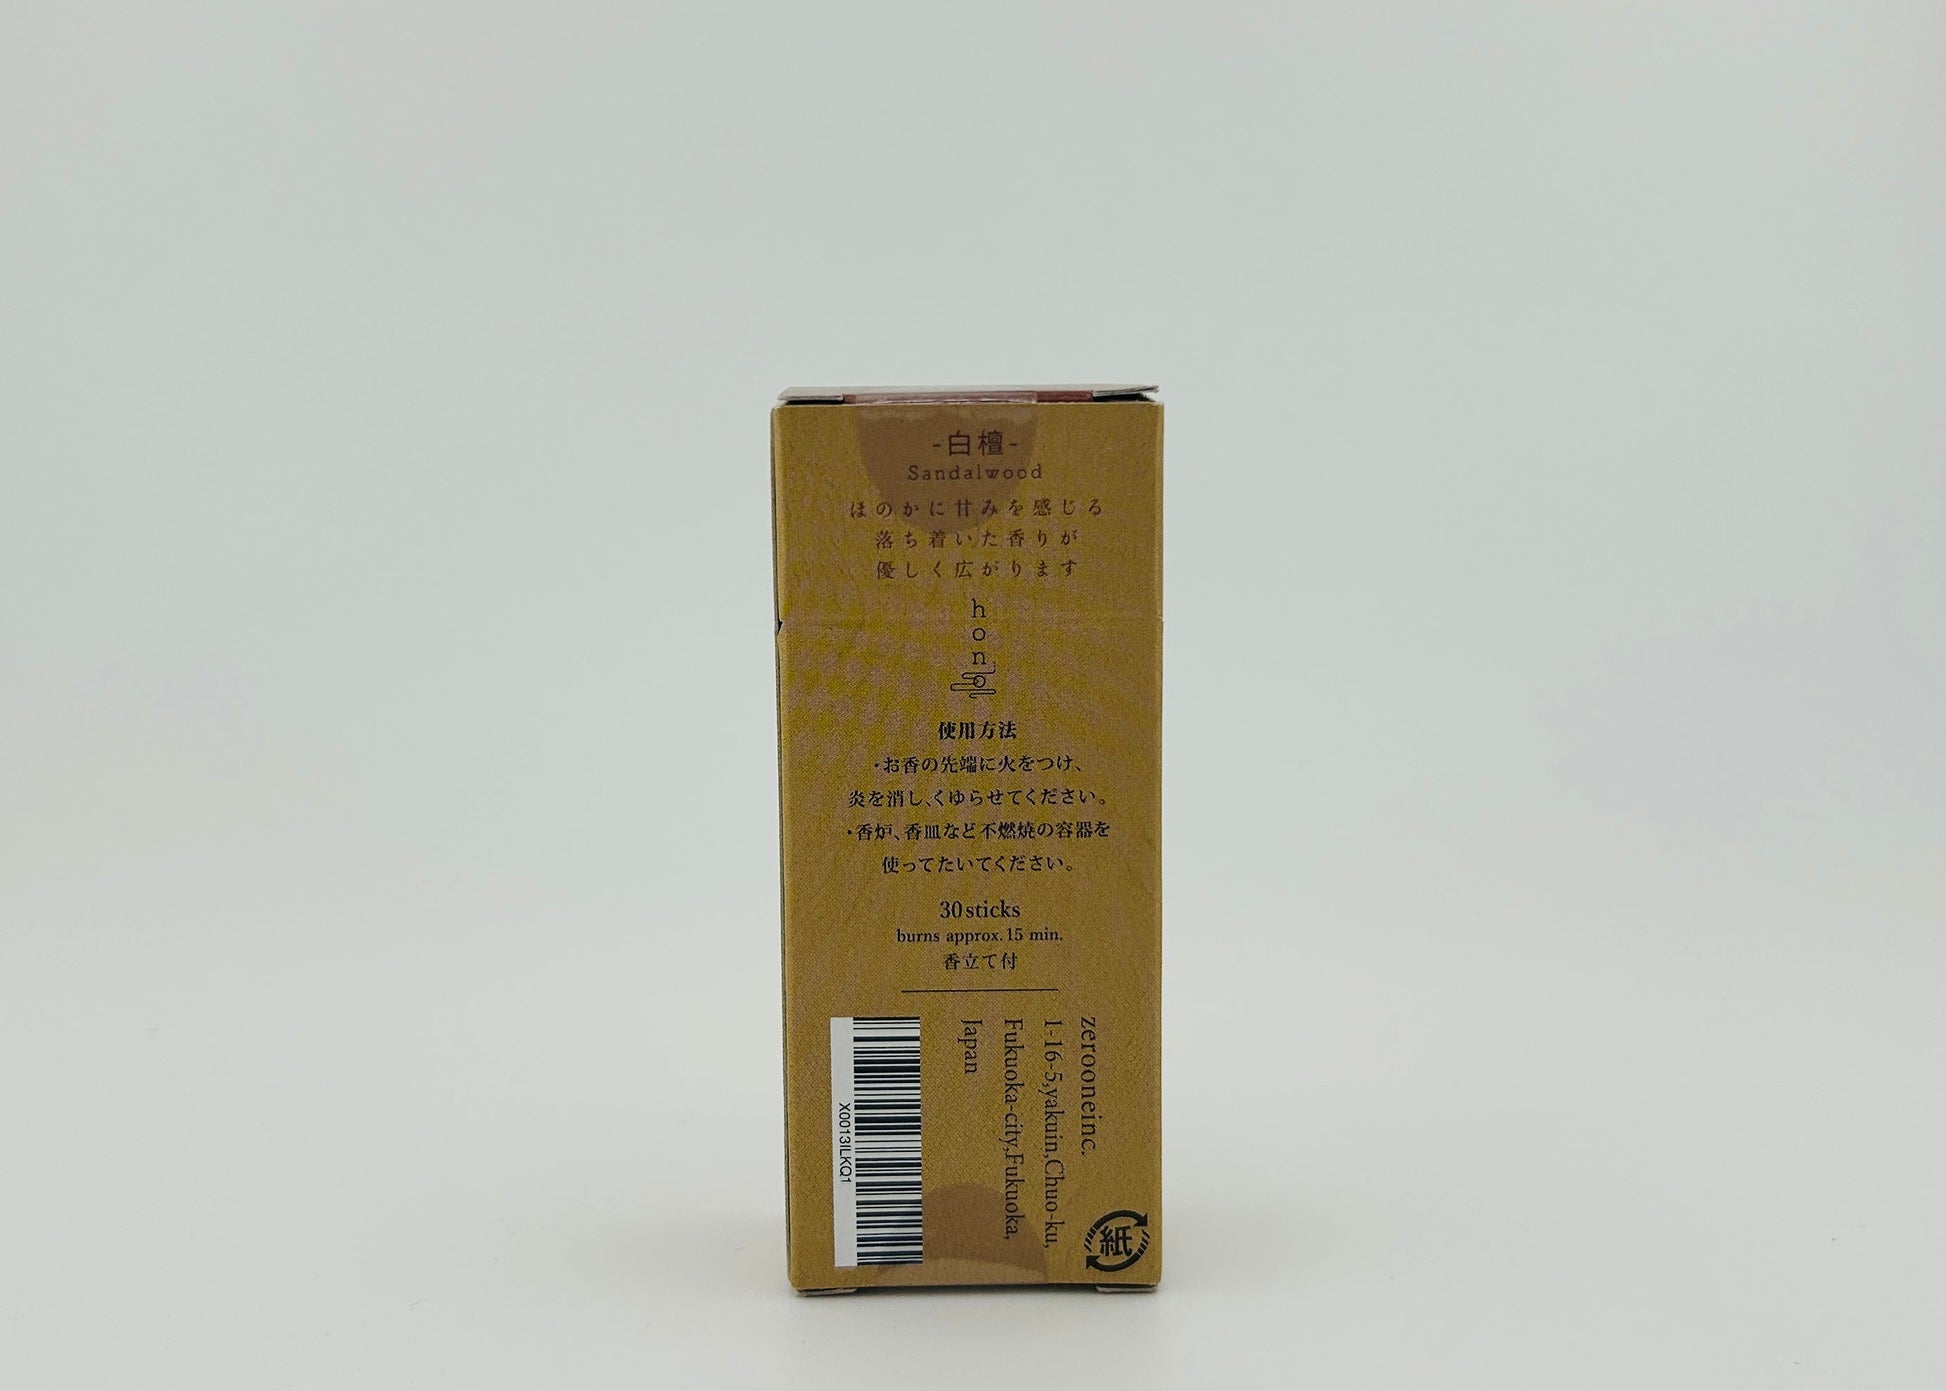 -白檀-
Sandalwood
ほのかに甘みを感じる
落ち着いた香りが
優しく広がります
hono
使用方法
・お香の先端に火をつけ、
炎を消し、くゆらせてください。
・香炉、香皿など不燃焼の容器を
使ってたいてください。
30sticks
burns approx. 15 min.
香立て付
zerooneinc.
1-16-5,yakuin,Chuo-ku,
Fukuoka-city,Fukuoka,
Japan
X0013ILKQ1
紙